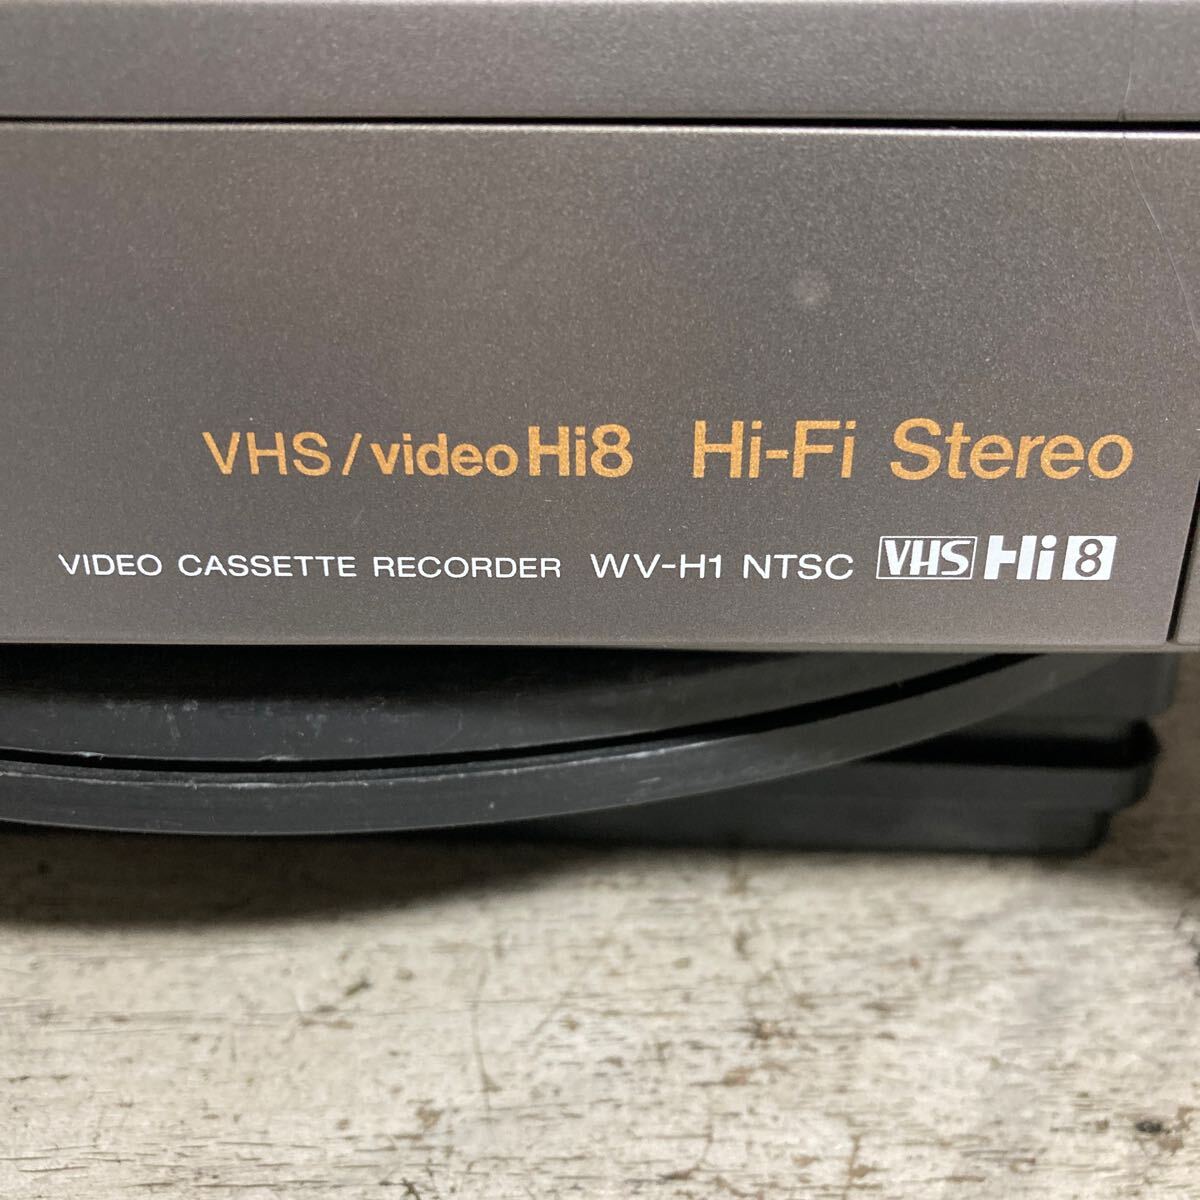 VHS / video Hi8 Hi-Fi Stereo
VIDEO CASSETTE RECORDER WV-H1 NTSC VHS Hi8